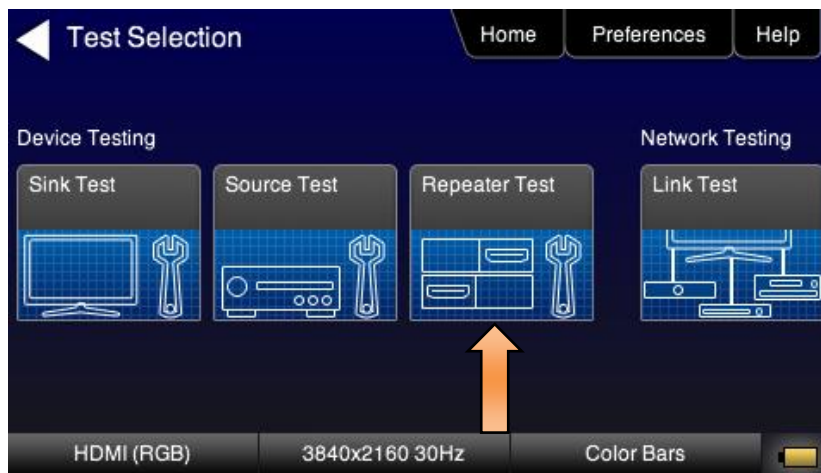 Test Selection
Home
Preferences
Help
Device Testing
Network Testing
Sink Test
Source Test
Repeater Test
Link Test
HDMI (RGB)
3840x2160 30Hz
Color Bars